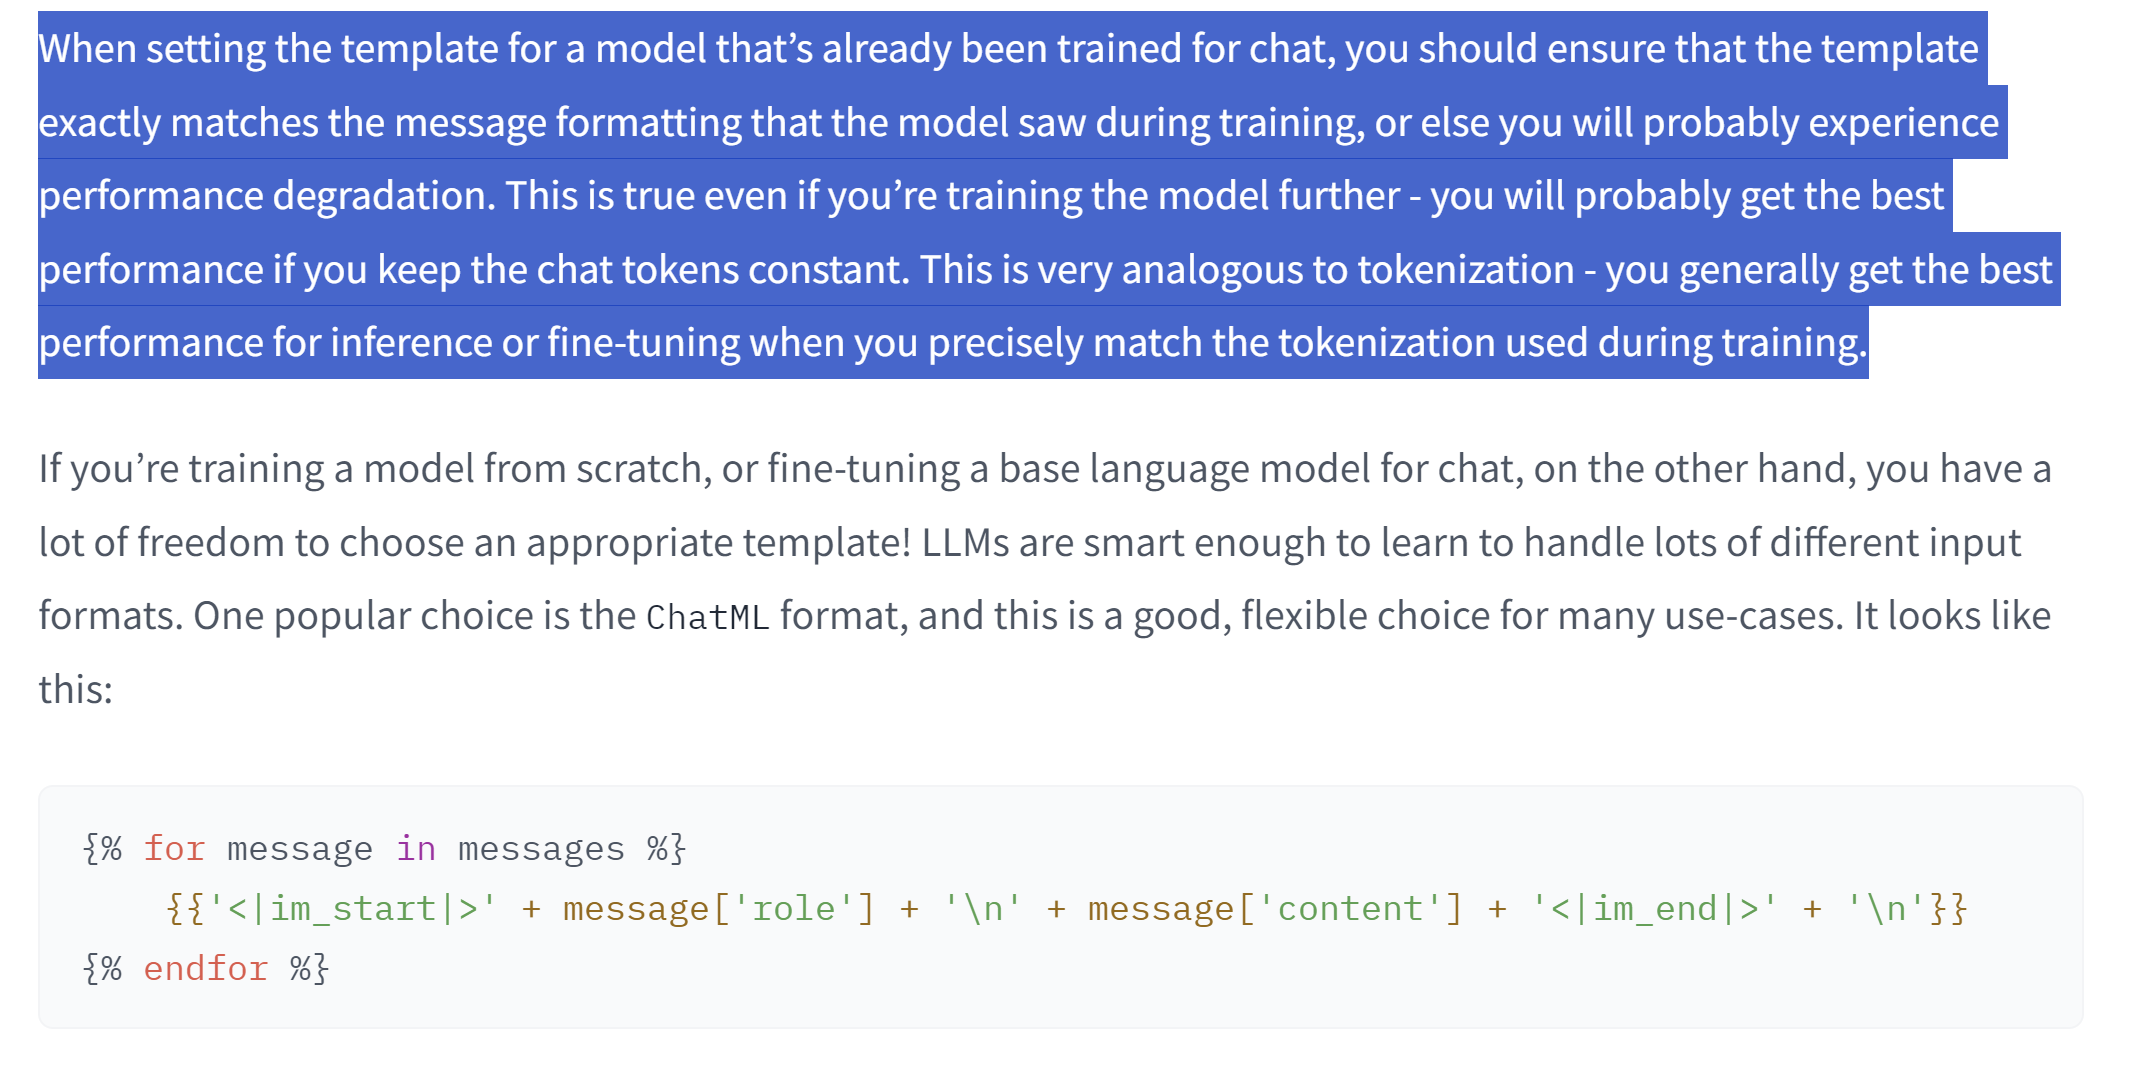 When setting the template for a model that’s already been trained for chat, you should ensure that the template
exactly matches the message formatting that the model saw during training, or else you will probably experience
performance degradation. This is true even if you’re training the model further - you will probably get the best
performance if you keep the chat tokens constant. This is very analogous to tokenization - you generally get the best
performance for inference or fine-tuning when you precisely match the tokenization used during training.
If you’re training a model from scratch, or fine-tuning a base language model for chat, on the other hand, you have a
lot of freedom to choose an appropriate template! LLMs are smart enough to learn to handle lots of different input
formats. One popular choice is the ChatML format, and this is a good, flexible choice for many use-cases. It looks like
this:
{% for message in messages %}
    {{'<|im_start|>' + message['role'] + '\n' + message['content'] + '<|im_end|>' + '\n'}}
{% endfor %}